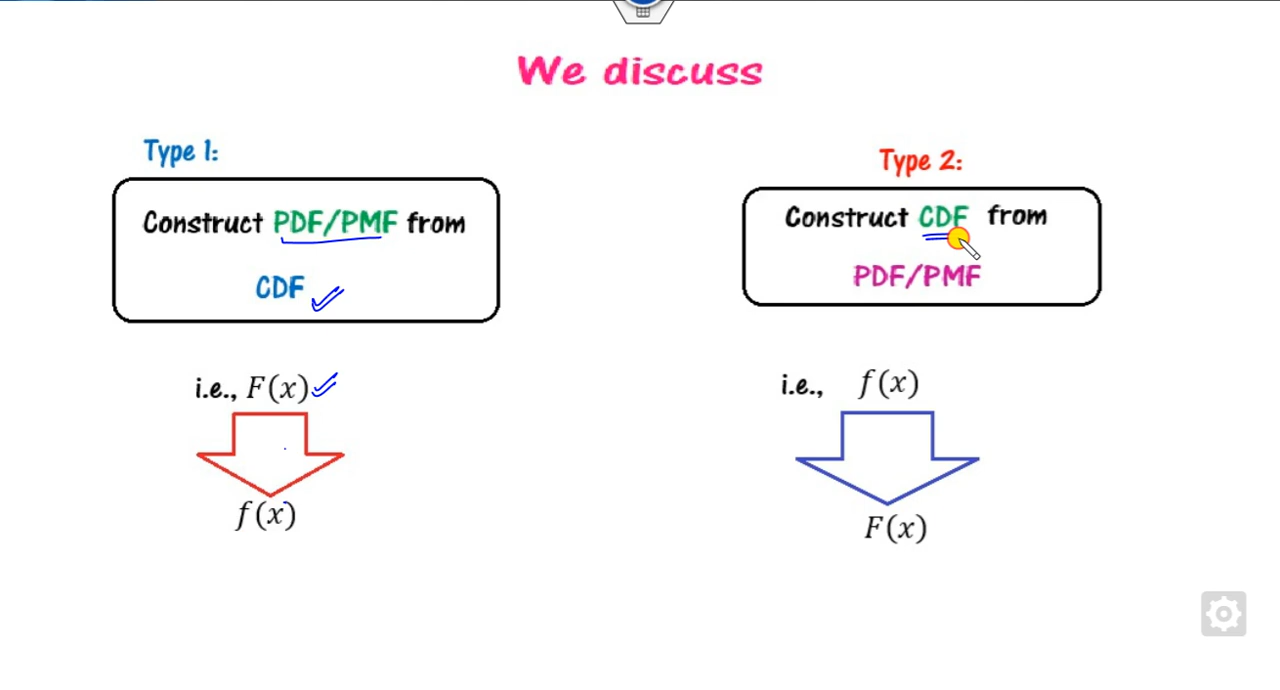 We discuss
Type 1:
Construct PDF/PMF from
CDF
i.e., F(x)
f(x)
Type 2:
Construct CDF from
PDF/PMF
i.e., f(x)
F(x)